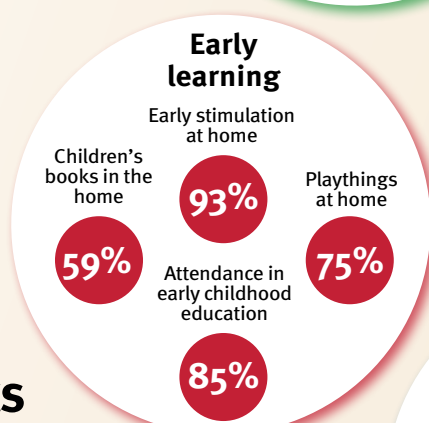 Early
learning
Early stimulation
at home
93%
Children’s
books in the
home
59%
Playthings
at home
75%
Attendance in
early childhood
education
85%